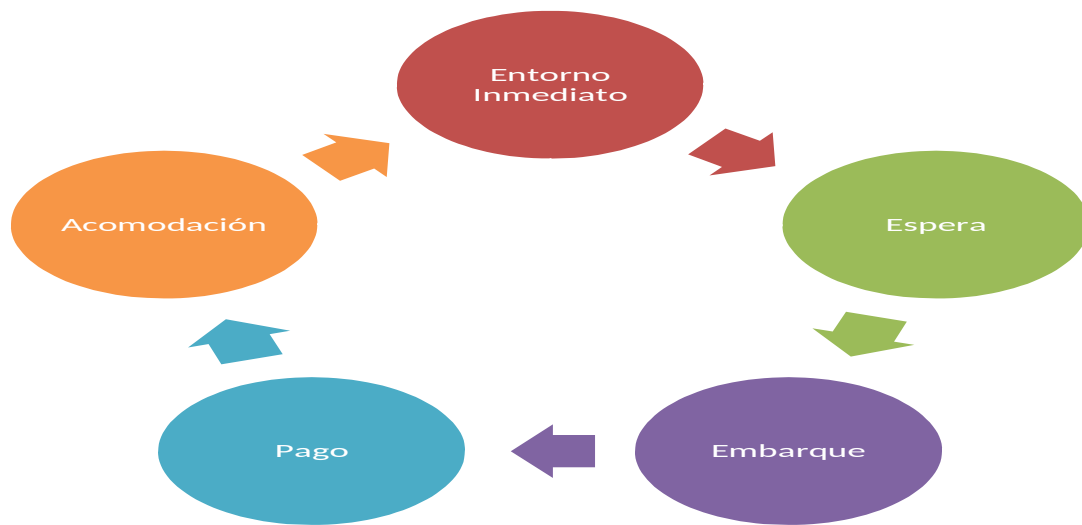 Entorno
Inmediato
Espera
Embarque
Pago
Acomodación